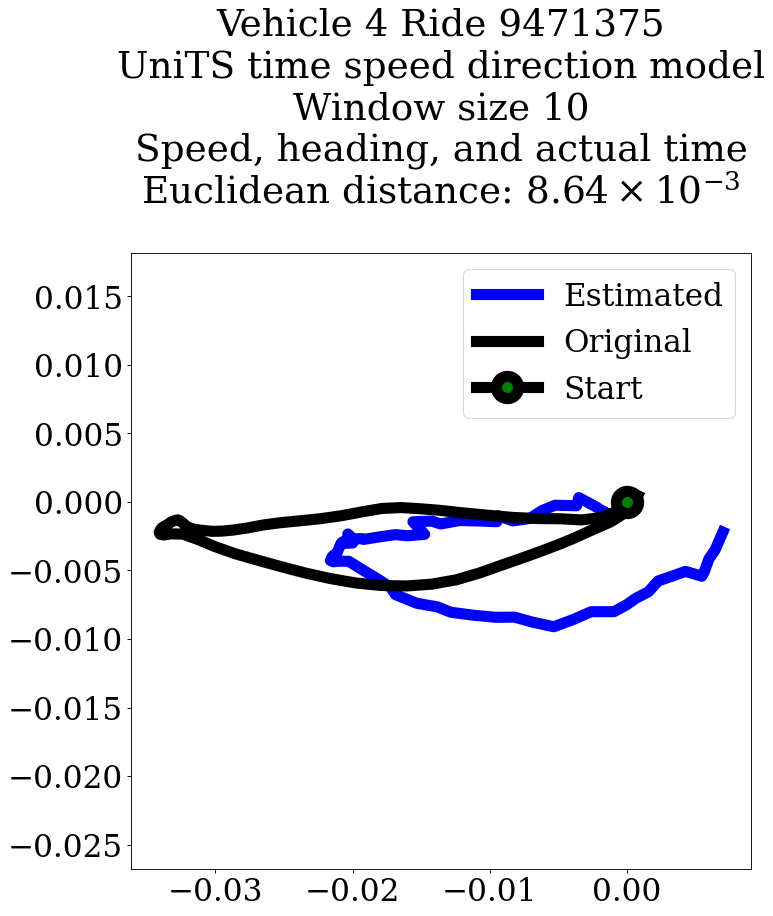 Vehicle 4 Ride 9471375
UniTS time speed direction model
Window size 10
Speed, heading, and actual time
Euclidean distance: 8.64 × 10⁻³
Estimated
Original
Start
0.015
0.010
0.005
0.000
−0.005
−0.010
−0.015
−0.020
−0.025
−0.03
−0.02
−0.01
0.00